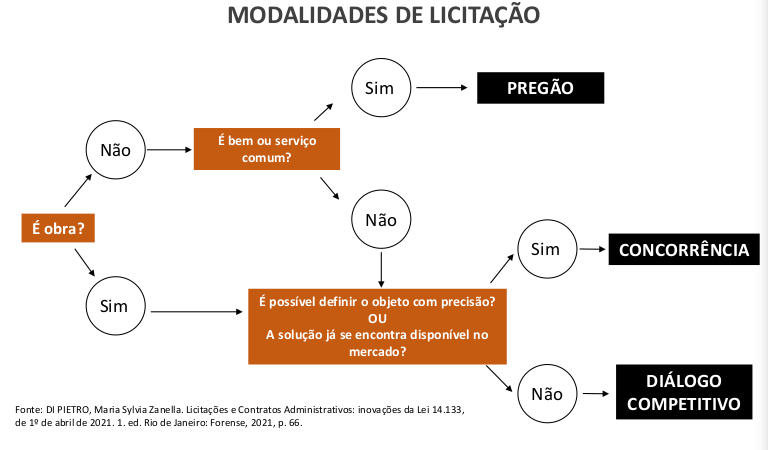 MODALIDADES DE LICITAÇÃO
Sim
PREGÃO
Não
É bem ou serviço
comum?
Não
É obra?
Sim
CONCORRÊNCIA
Sim
É possível definir o objeto com precisão?
OU
A solução já se encontra disponível no
mercado?
Não
DIÁLOGO
COMPETITIVO
Fonte: DI PIETRO, Maria Sylvia Zanella. Licitações e Contratos Administrativos: inovações da Lei 14.133,
de 1º de abril de 2021. 1. ed. Rio de Janeiro: Forense, 2021, p. 66.